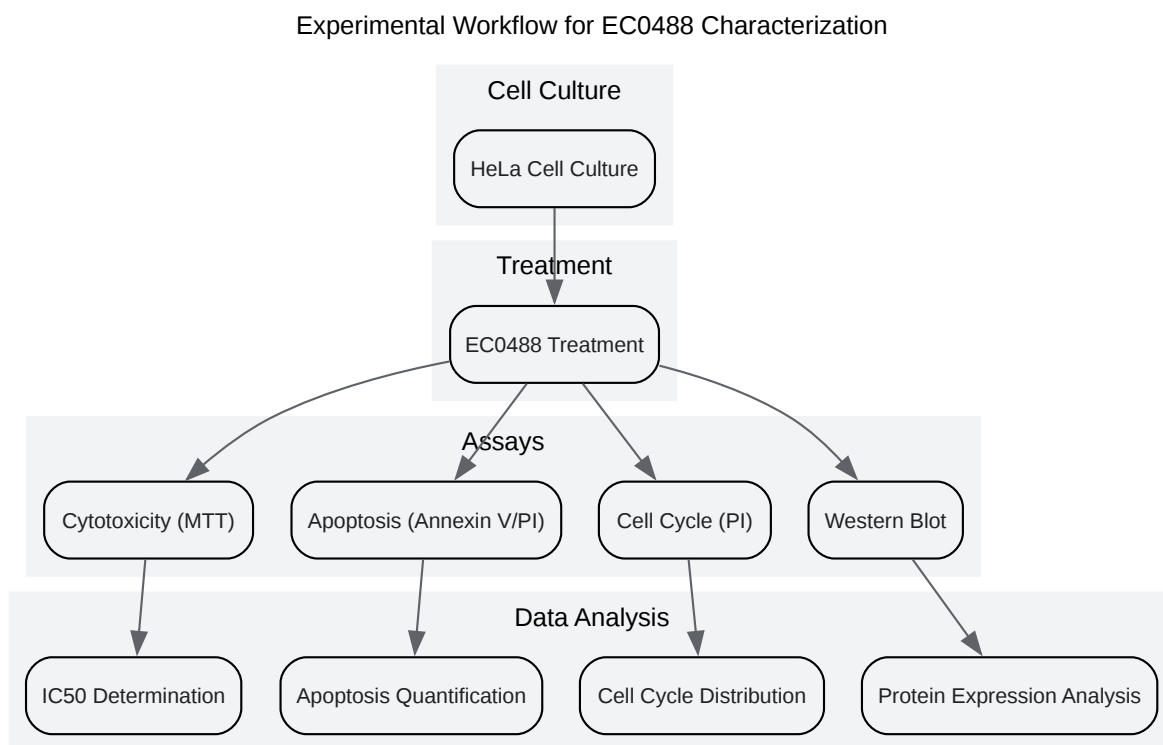 Experimental Workflow for EC0488 Characterization
Cell Culture
HeLa Cell Culture
Treatment
EC0488 Treatment
Assays
Cytotoxicity (MTT)
Apoptosis (Annexin V/PI)
Cell Cycle (PI)
Western Blot
Data Analysis
IC50 Determination
Apoptosis Quantification
Cell Cycle Distribution
Protein Expression Analysis